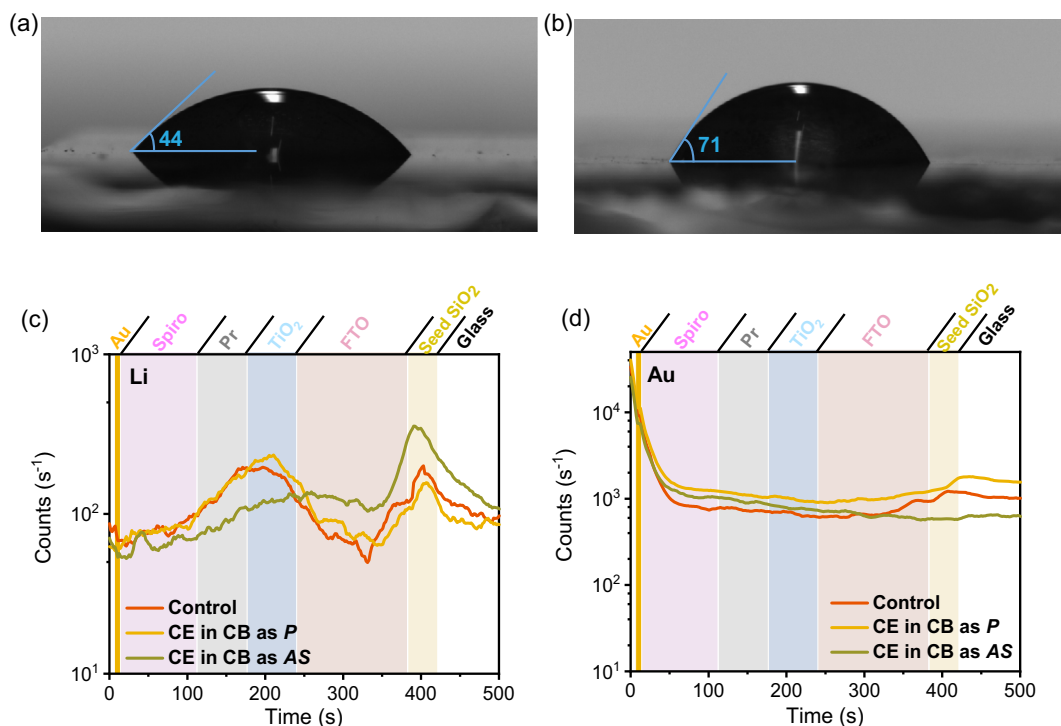 (a)
44
(b)
71
(c)
Au
Spiro
Pr
TiO₂
FTO
Seed SiO₂
Glass
Li
Counts (s⁻¹)
10³
10²
10¹
Control
CE in CB as P
CE in CB as AS
0 100 200 300 400 500
Time (s)
(d)
Au
Spiro
Pr
TiO₂
FTO
Seed SiO₂
Glass
Au
Counts (s⁻¹)
10⁴
10³
10²
10¹
Control
CE in CB as P
CE in CB as AS
0 100 200 300 400 500
Time (s)